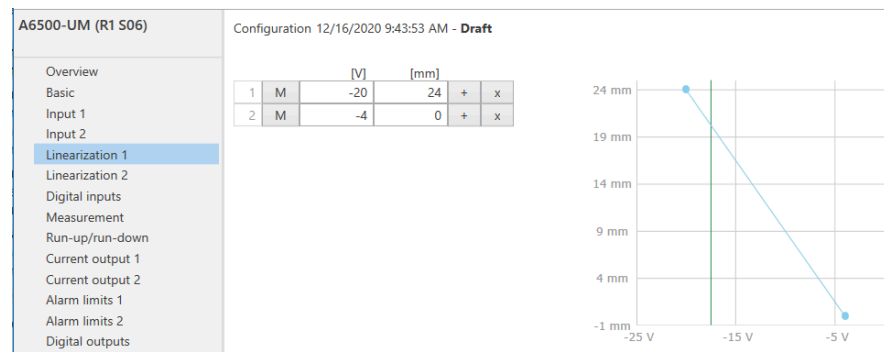 A6500-UM (R1 S06)
Configuration 12/16/2020 9:43:53 AM - Draft
Overview
Basic
Input 1
Input 2
Linearization 1
Linearization 2
Digital inputs
Measurement
Run-up/run-down
Current output 1
Current output 2
Alarm limits 1
Alarm limits 2
Digital outputs
[V] [mm]
1 M -20 24 + x
2 M -4 0 + x
24 mm
19 mm
14 mm
9 mm
4 mm
-1 mm
-25 V -15 V -5 V